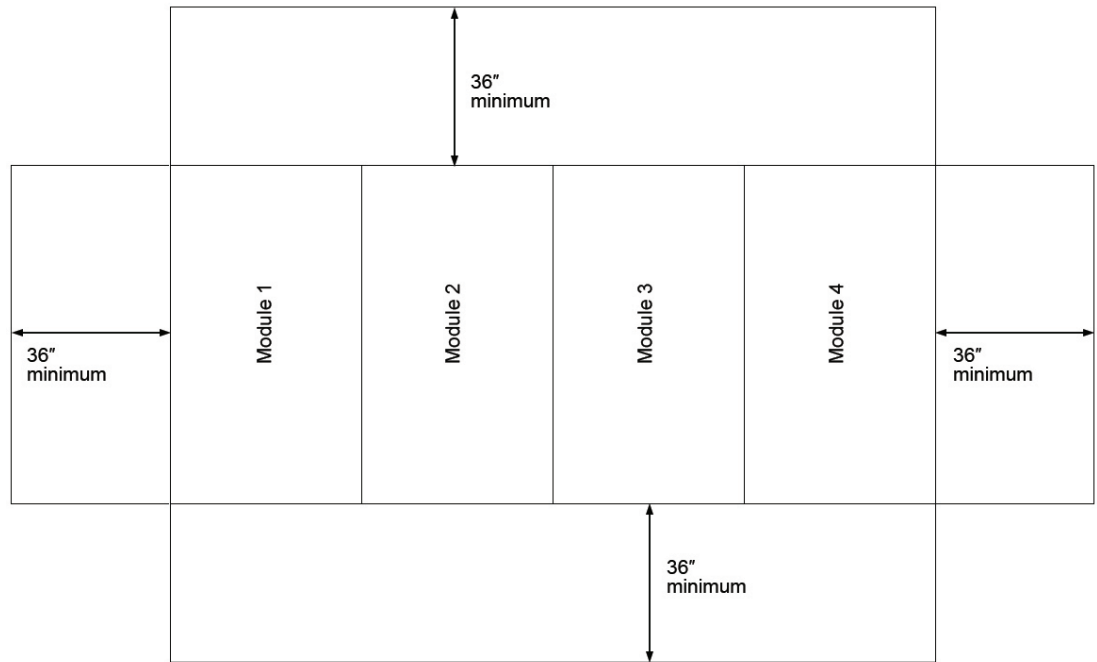 36″
minimum
Module 1
Module 2
Module 3
Module 4
36″
minimum
36″
minimum
36″
minimum